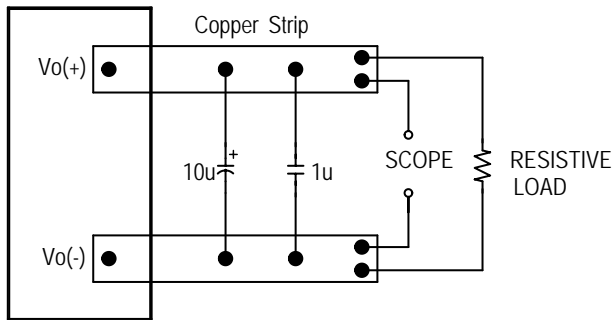 Copper Strip
Vo(+)
10u
+
1u
SCOPE
RESISTIVE
LOAD
Vo(-)